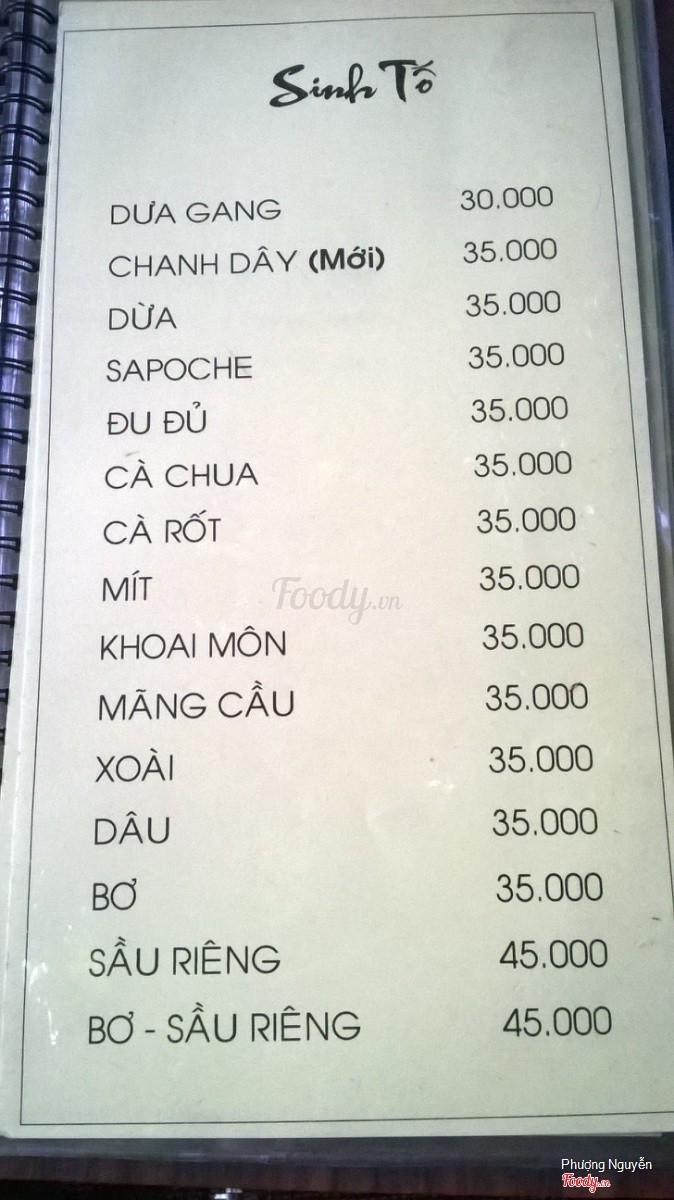 Sinh Tố
DƯA GANG 30.000
CHANH DÂY (Mới) 35.000
DỪA 35.000
SAPOCHE 35.000
ĐU ĐỦ 35.000
CÀ CHUA 35.000
CÀ RỐT 35.000
MÍT 35.000
Foody.vn
KHOAI MÔN 35.000
MÃNG CẦU 35.000
XOÀI 35.000
DÂU 35.000
BƠ 35.000
SẦU RIÊNG 45.000
BƠ - SẦU RIÊNG 45.000
Phượng Nguyễn
Foody.vn